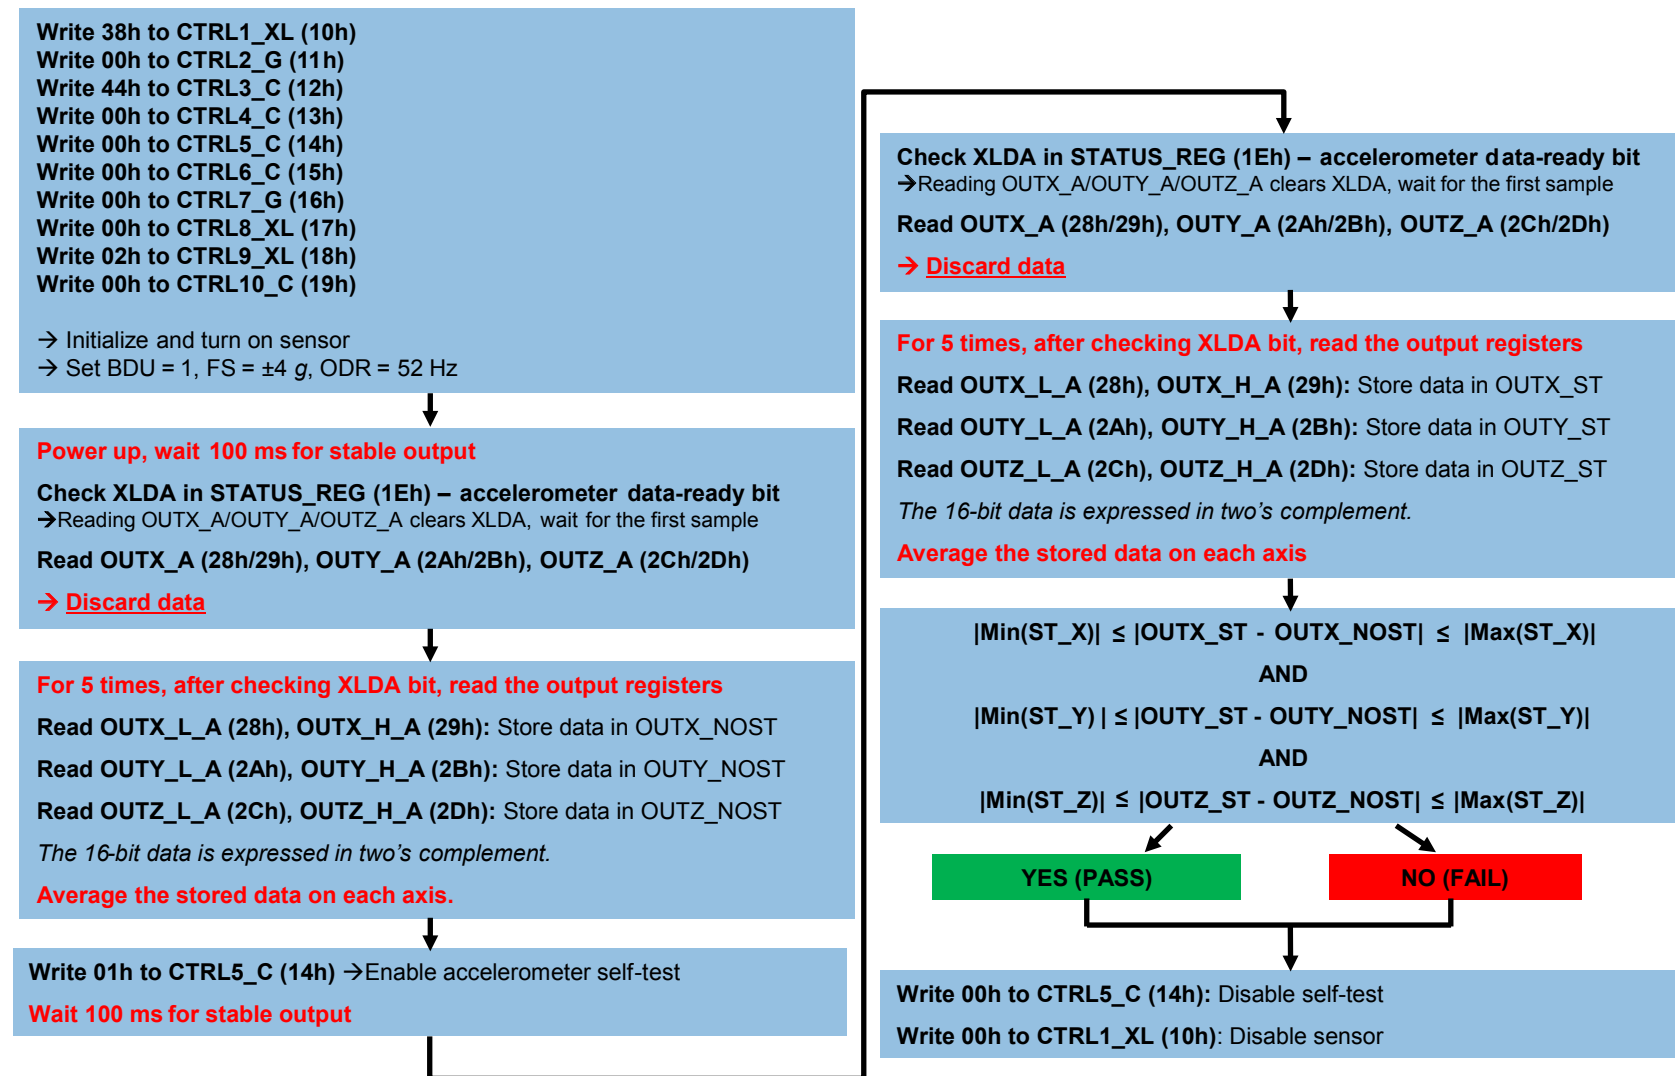 Write 38h to CTRL1_XL (10h)
Write 00h to CTRL2_G (11h)
Write 44h to CTRL3_C (12h)
Write 00h to CTRL4_C (13h)
Write 00h to CTRL5_C (14h)
Write 00h to CTRL6_C (15h)
Write 00h to CTRL7_G (16h)
Write 00h to CTRL8_XL (17h)
Write 02h to CTRL9_XL (18h)
Write 00h to CTRL10_C (19h)
→ Initialize and turn on sensor
→ Set BDU = 1, FS = ±4 g, ODR = 52 Hz
Power up, wait 100 ms for stable output
Check XLDA in STATUS_REG (1Eh) – accelerometer data-ready bit
→Reading OUTX_A/OUTY_A/OUTZ_A clears XLDA, wait for the first sample
Read OUTX_A (28h/29h), OUTY_A (2Ah/2Bh), OUTZ_A (2Ch/2Dh)
→ Discard data
For 5 times, after checking XLDA bit, read the output registers
Read OUTX_L_A (28h), OUTX_H_A (29h): Store data in OUTX_NOST
Read OUTY_L_A (2Ah), OUTY_H_A (2Bh): Store data in OUTY_NOST
Read OUTZ_L_A (2Ch), OUTZ_H_A (2Dh): Store data in OUTZ_NOST
The 16-bit data is expressed in two's complement.
Average the stored data on each axis.
Write 01h to CTRL5_C (14h) →Enable accelerometer self-test
Wait 100 ms for stable output
Check XLDA in STATUS_REG (1Eh) – accelerometer data-ready bit
→Reading OUTX_A/OUTY_A/OUTZ_A clears XLDA, wait for the first sample
Read OUTX_A (28h/29h), OUTY_A (2Ah/2Bh), OUTZ_A (2Ch/2Dh)
→ Discard data
For 5 times, after checking XLDA bit, read the output registers
Read OUTX_L_A (28h), OUTX_H_A (29h): Store data in OUTX_ST
Read OUTY_L_A (2Ah), OUTY_H_A (2Bh): Store data in OUTY_ST
Read OUTZ_L_A (2Ch), OUTZ_H_A (2Dh): Store data in OUTZ_ST
The 16-bit data is expressed in two's complement.
Average the stored data on each axis
|Min(ST_X)| ≤ |OUTX_ST - OUTX_NOST| ≤ |Max(ST_X)|
AND
|Min(ST_Y) | ≤ |OUTY_ST - OUTY_NOST| ≤ |Max(ST_Y)|
AND
|Min(ST_Z)| ≤ |OUTZ_ST - OUTZ_NOST| ≤ |Max(ST_Z)|
YES (PASS)
NO (FAIL)
Write 00h to CTRL5_C (14h): Disable self-test
Write 00h to CTRL1_XL (10h): Disable sensor